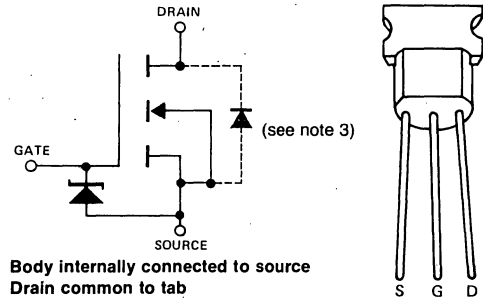 DRAIN
(see note 3)
GATE
SOURCE
Body internally connected to source
Drain common to tab
S G D